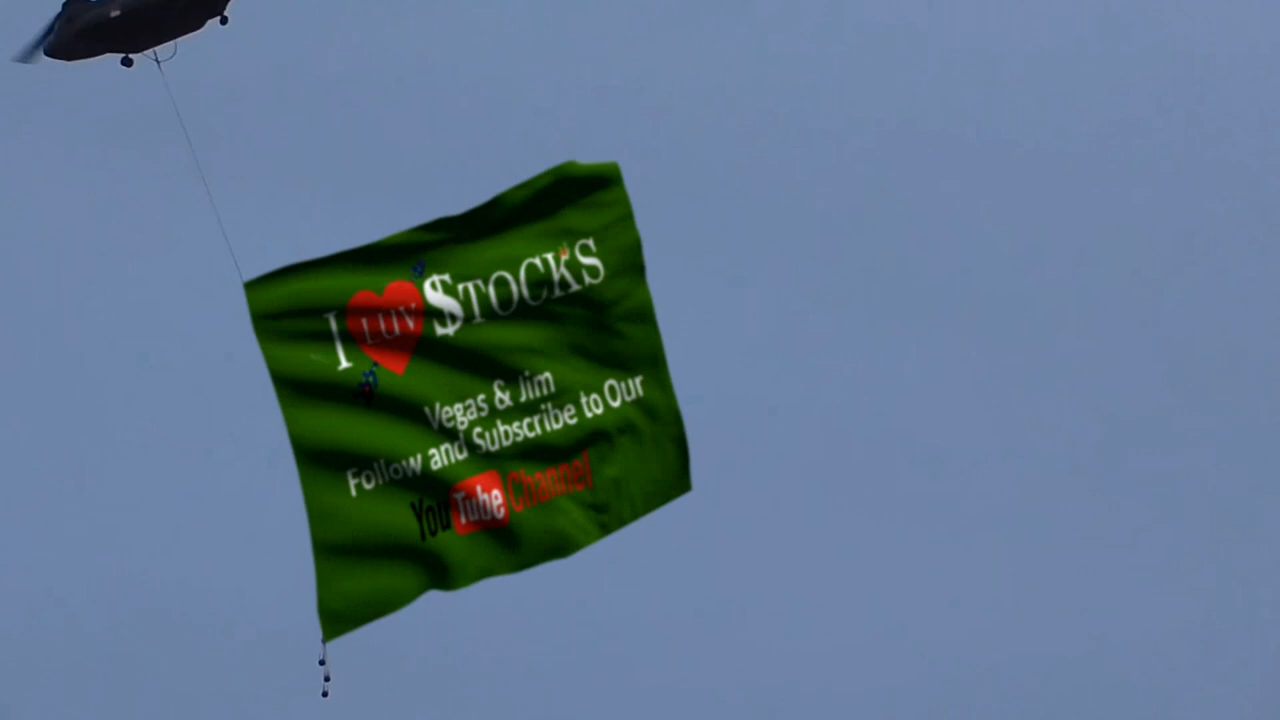 I LUV $TOCKS
Vegas & Jim
Follow and Subscribe to Our
YouTube Channel